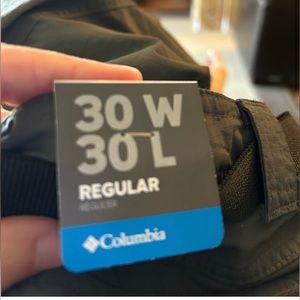 30 W
30 L
REGULAR
RÉGULIER
Columbia